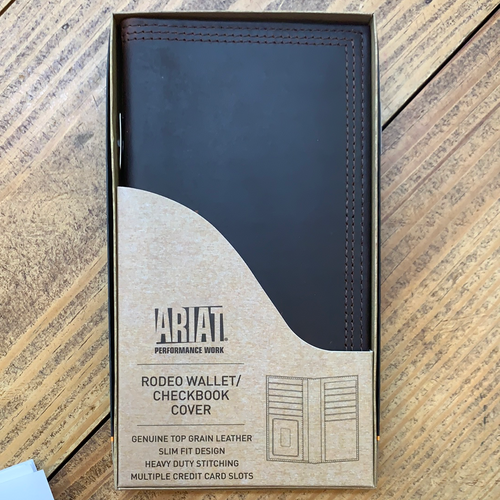 ARIAT
PERFORMANCE WORK
RODEO WALLET/
CHECKBOOK
COVER
GENUINE TOP GRAIN LEATHER
SLIM FIT DESIGN
HEAVY DUTY STITCHING
MULTIPLE CREDIT CARD SLOTS